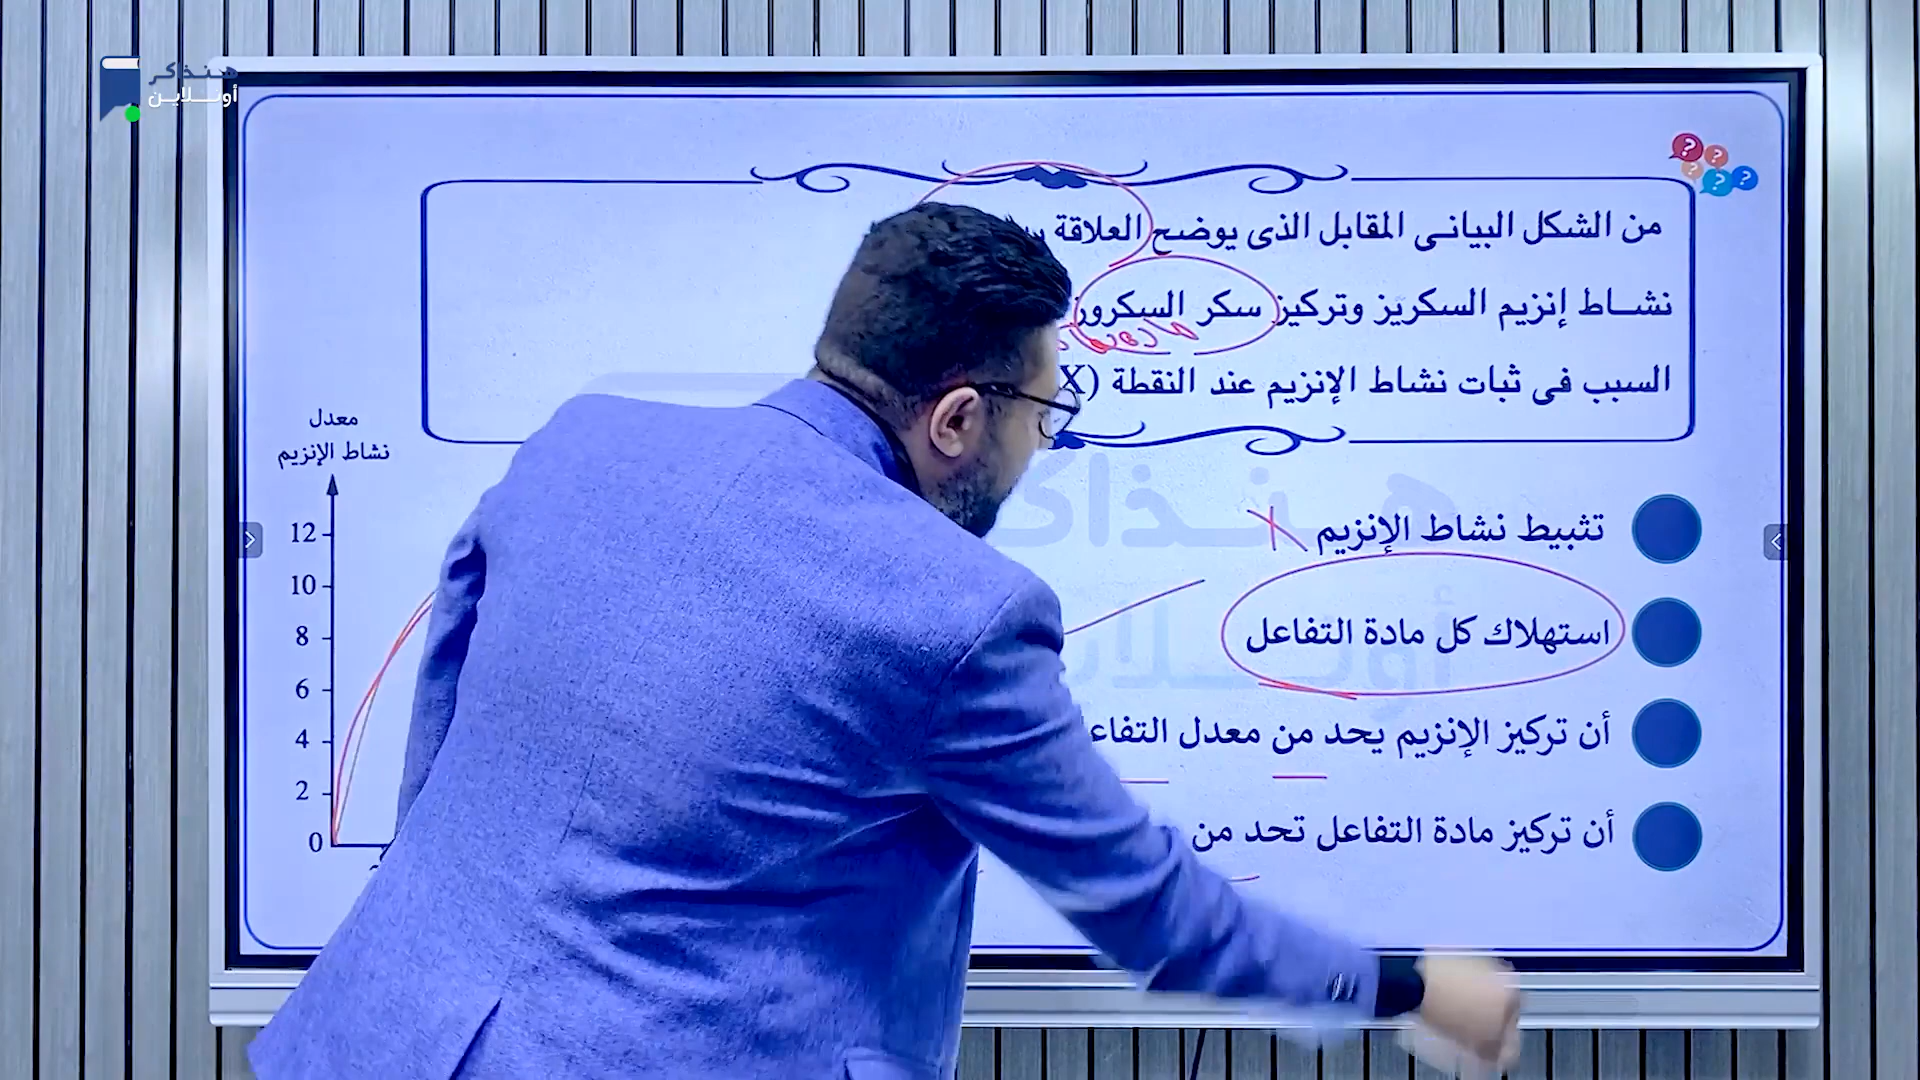 هنذاكر
أونلاين
من الشكل البيانى المقابل الذى يوضح العلاقة
نشاط إنزيم السكريز وتركيز سكر السكروز
السبب فى ثبات نشاط الإنزيم عند النقطة (X
معدل
نشاط الإنزيم
12
10
8
6
4
2
0
تثبيط نشاط الإنزيم
استهلاك كل مادة التفاعل
أن تركيز الإنزيم يحد من معدل
أن تركيز مادة التفاعل تحد من